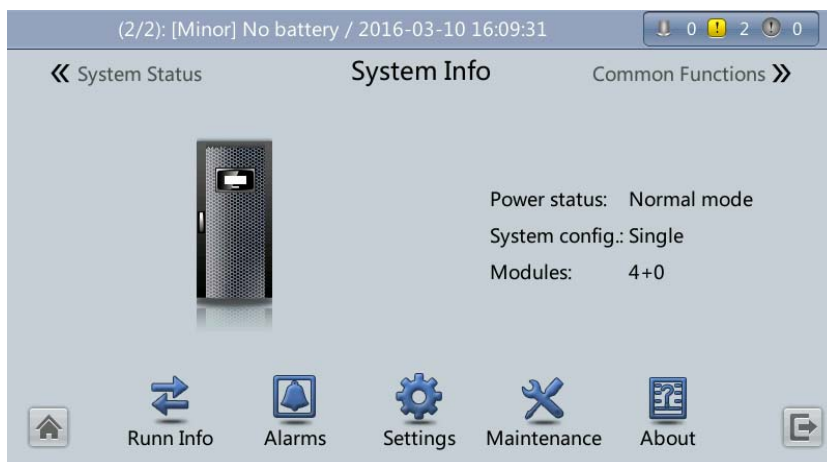 (2/2): [Minor] No battery / 2016-03-10 16:09:31 0 2 0
System Status System Info Common Functions
Power status: Normal mode
System config.: Single
Modules: 4+0
Runn Info Alarms Settings Maintenance About